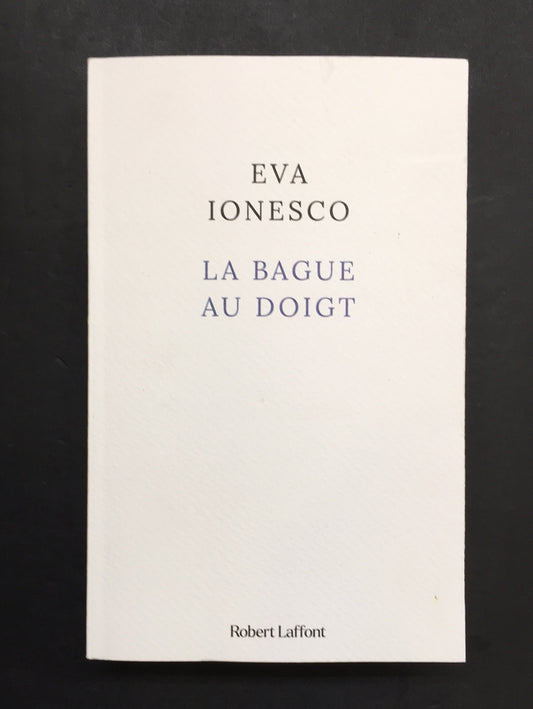 EVA
IONESCO
LA BAGUE
AU DOIGT
Robert Laffont